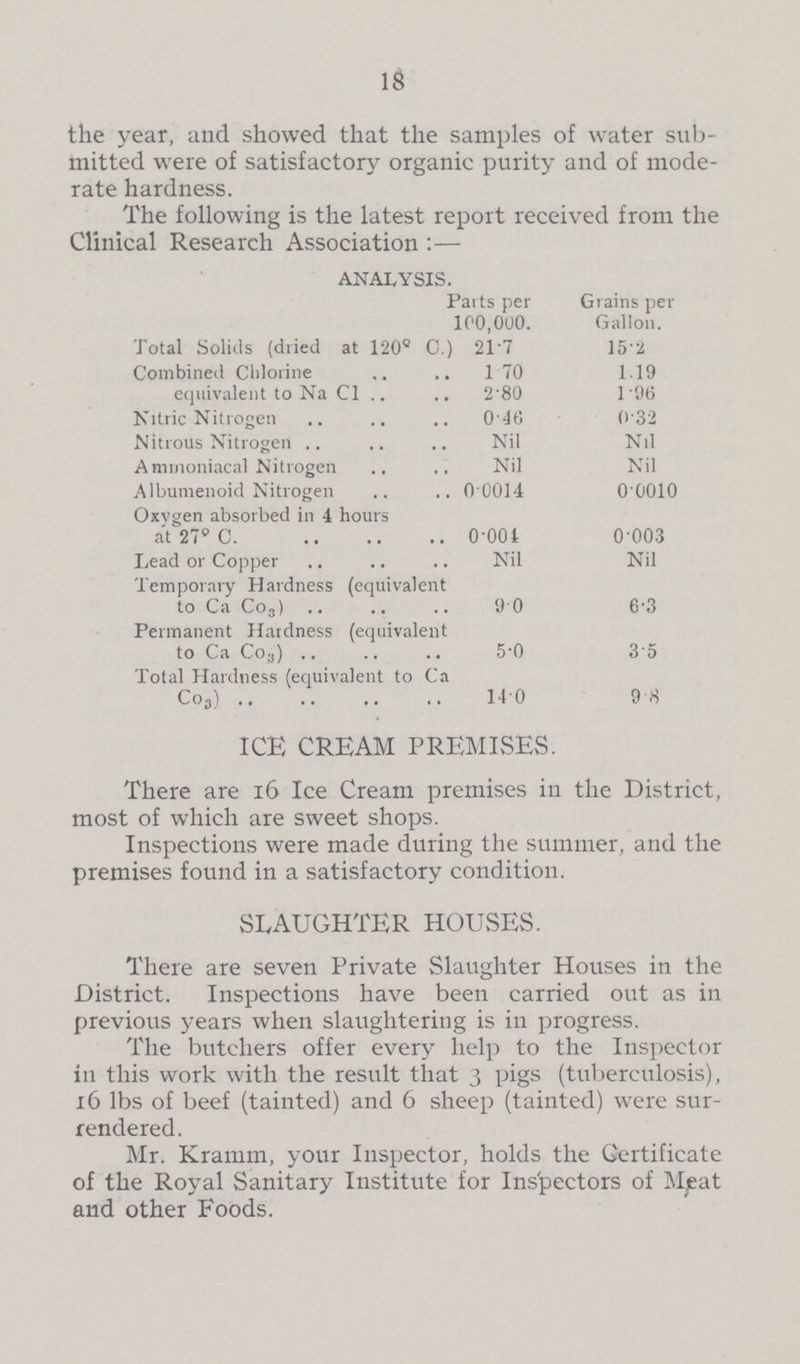 18
the year, and showed that the samples of water sub-
mitted were of satisfactory organic purity and of mode-
rate hardness.
The following is the latest report received from the
Clinical Research Association :—
ANALYSIS.
Parts per Grains per
100,000. Gallon.
Total Solids (dried at 120° C.) 21·7 15·2
Combined Chlorine .. .. 1 70 1.19
equivalent to Na Cl .. .. 2·80 1·96
Nitric Nitrogen .. .. .. 0·46 0·32
Nitrous Nitrogen .. .. .. Nil Nil
Ammoniacal Nitrogen .. .. Nil Nil
Albumenoid Nitrogen .. .. 0·0014 0·0010
Oxygen absorbed in 4 hours
at 27° C. .. .. .. 0·004 0·003
Lead or Copper .. .. .. Nil Nil
Temporary Hardness (equivalent
to Ca Co₃) .. .. .. 9·0 6·3
Permanent Hardness (equivalent
to Ca Co₃) .. .. .. 5·0 3·5
Total Hardness (equivalent to Ca
Co₃) .. .. .. .. 14·0 9·8
ICE CREAM PREMISES.
There are 16 Ice Cream premises in the District,
most of which are sweet shops.
Inspections were made during the summer, and the
premises found in a satisfactory condition.
SLAUGHTER HOUSES.
There are seven Private Slaughter Houses in the
District. Inspections have been carried out as in
previous years when slaughtering is in progress.
The butchers offer every help to the Inspector
in this work with the result that 3 pigs (tuberculosis),
16 lbs of beef (tainted) and 6 sheep (tainted) were sur-
rendered.
Mr. Kramm, your Inspector, holds the Certificate
of the Royal Sanitary Institute for Inspectors of Meat
and other Foods.